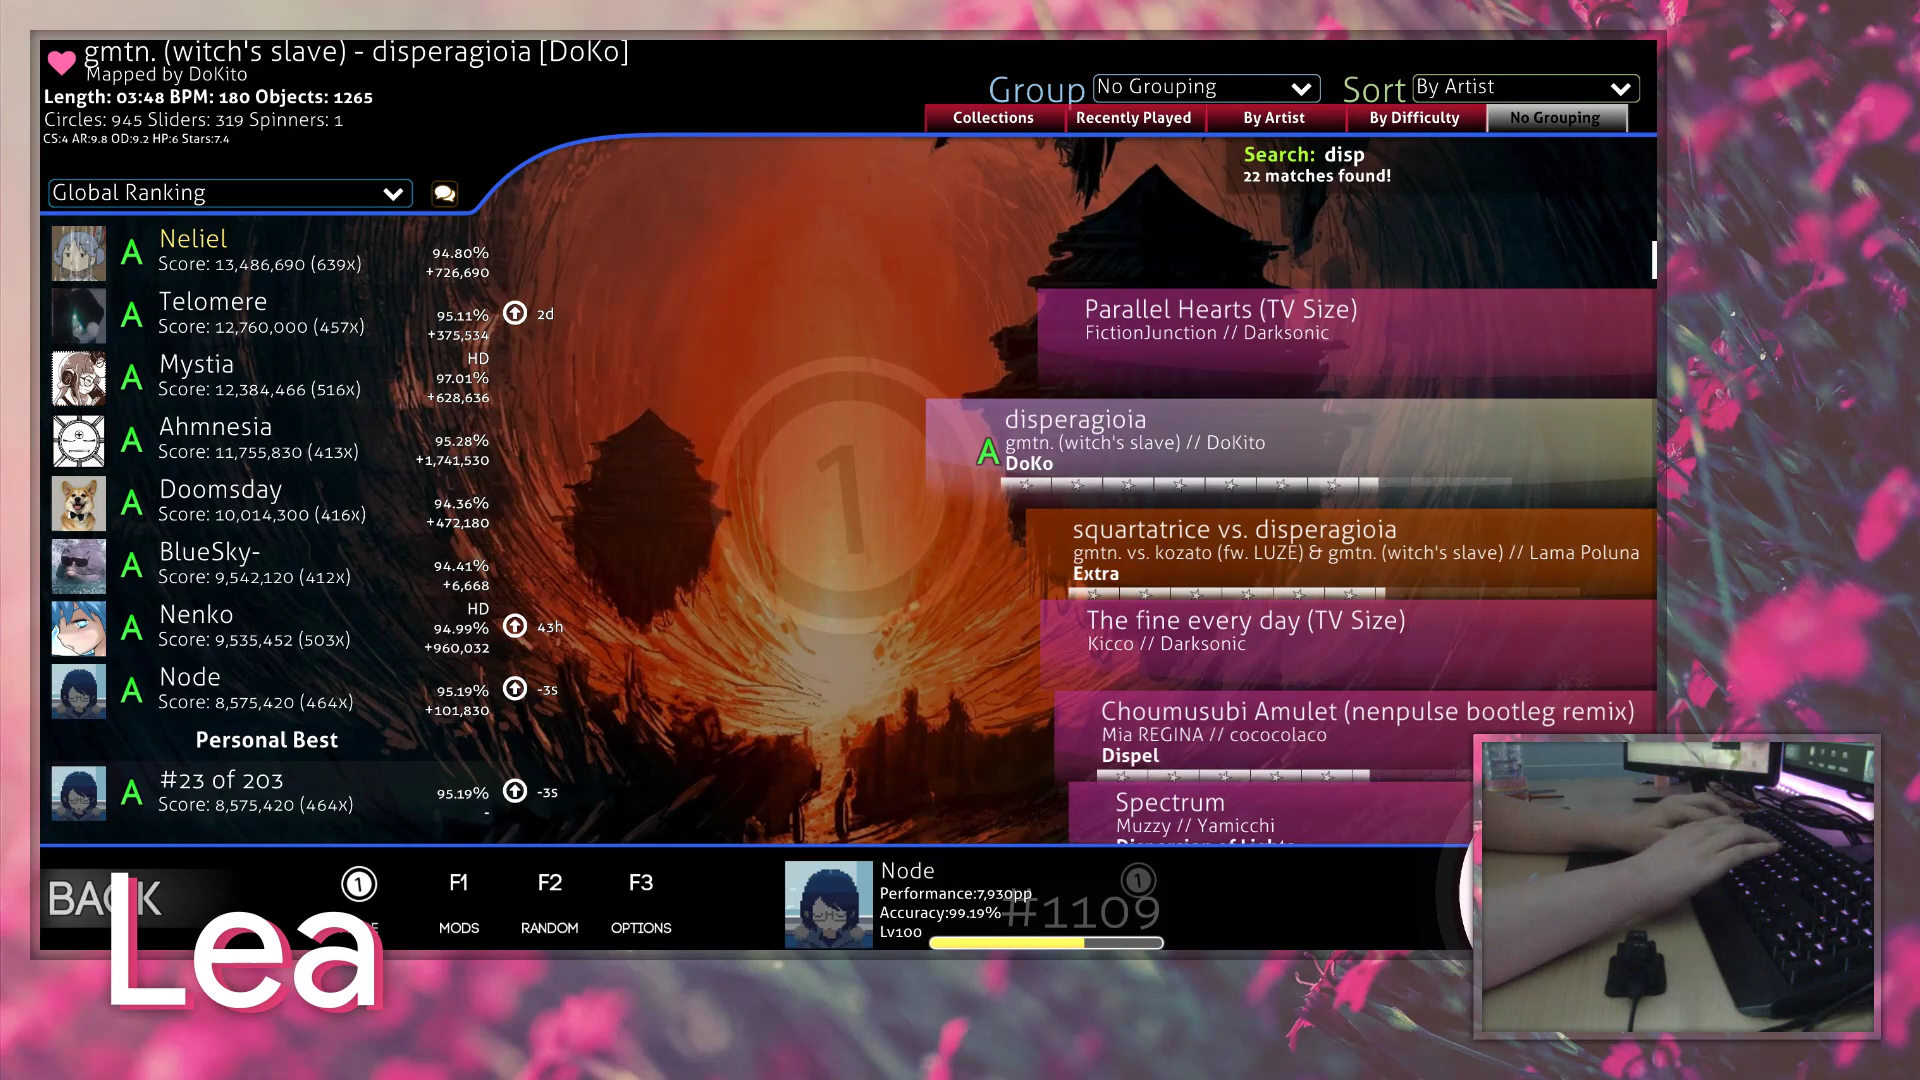 gmtn. (witch's slave) - disperagioia [DoKo]
Mapped by DoKito
Length: 03:48 BPM: 180 Objects: 1265
Circles: 945 Sliders: 319 Spinners: 1
CS:4 AR:9.8 OD:9.2 HP:6 Stars:7.4
Group No Grouping Sort By Artist
Collections Recently Played By Artist By Difficulty No Grouping
Search: disp
22 matches found!
Global Ranking
A Neliel
Score: 13,486,690 (639x)
94.80%
+726,690
A Telomere
Score: 12,760,000 (457x)
95.11%
+375,534
2d
A Mystia
Score: 12,384,466 (516x)
HD
97.01%
+628,636
A Ahmnesia
Score: 11,755,830 (413x)
95.28%
+1,741,530
A Doomsday
Score: 10,014,300 (416x)
94.36%
+472,180
A BlueSky-
Score: 9,542,120 (412x)
94.41%
+6,668
A Nenko
Score: 9,535,452 (503x)
HD
94.99%
+960,032
43h
A Node
Score: 8,575,420 (464x)
95.19%
+101,830
-3s
Personal Best
A #23 of 203
Score: 8,575,420 (464x)
95.19%
-
-3s
1
Parallel Hearts (TV Size)
FictionJunction // Darksonic
disperagioia
A gmtn. (witch's slave) // DoKito
DoKo
squartatrice vs. disperagioia
gmtn. vs. kozato (fw. LUZE) & gmtn. (witch's slave) // Lama Poluna
Extra
The fine every day (TV Size)
Kicco // Darksonic
Choumusubi Amulet (nenpulse bootleg remix)
Mia REGINA // cococolaco
Dispel
Spectrum
Muzzy // Yamicchi
Dispersion of Lights
BACK
1
F1 F2 F3
MODS RANDOM OPTIONS
Node
Performance:7,930pp
Accuracy:99.19%
Lv100
#1109
1
Lea